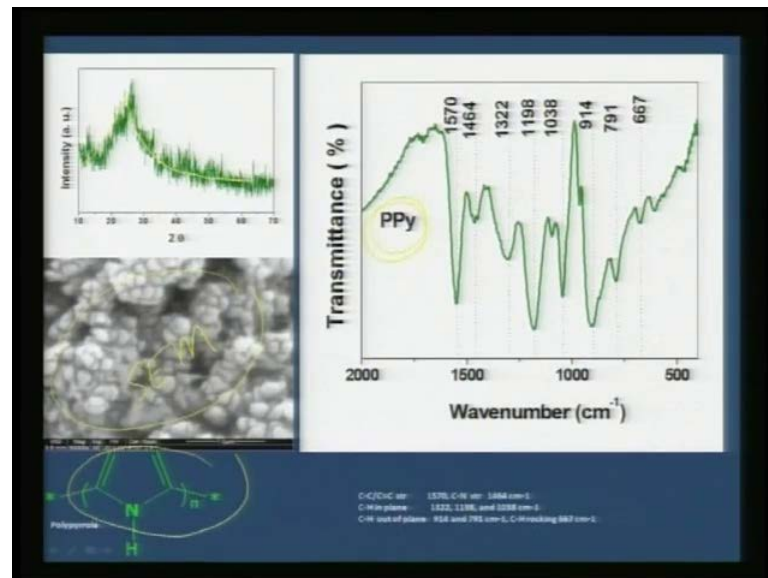 Intensity (a. u.)
10 20 30 40 50 60 70
2 θ
SEM
N
n
H
Polypyrrole
1570
1464
1322
1198
1038
914
791
667
PPy
Transmittance ( % )
2000 1500 1000 500
Wavenumber (cm-1)
C-C/C=C str 1570, C-N str 1464 cm-1
C-H in plane 1322, 1198, and 1038 cm-1
C-H out of plane 914 and 791 cm-1, C-H rocking 667 cm-1